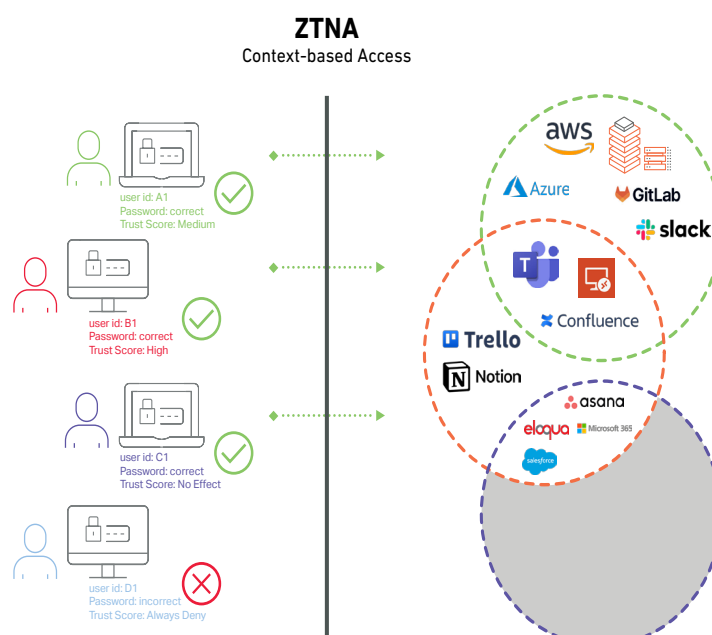 ZTNA
Context-based Access
user id: A1
Password: correct
Trust Score: Medium
user id: B1
Password: correct
Trust Score: High
user id: C1
Password: correct
Trust Score: No Effect
user id: D1
Password: incorrect
Trust Score: Always Deny
aws
Azure
GitLab
slack
T
Confluence
Trello
N Notion
asana
eloqua Microsoft 365
salesforce